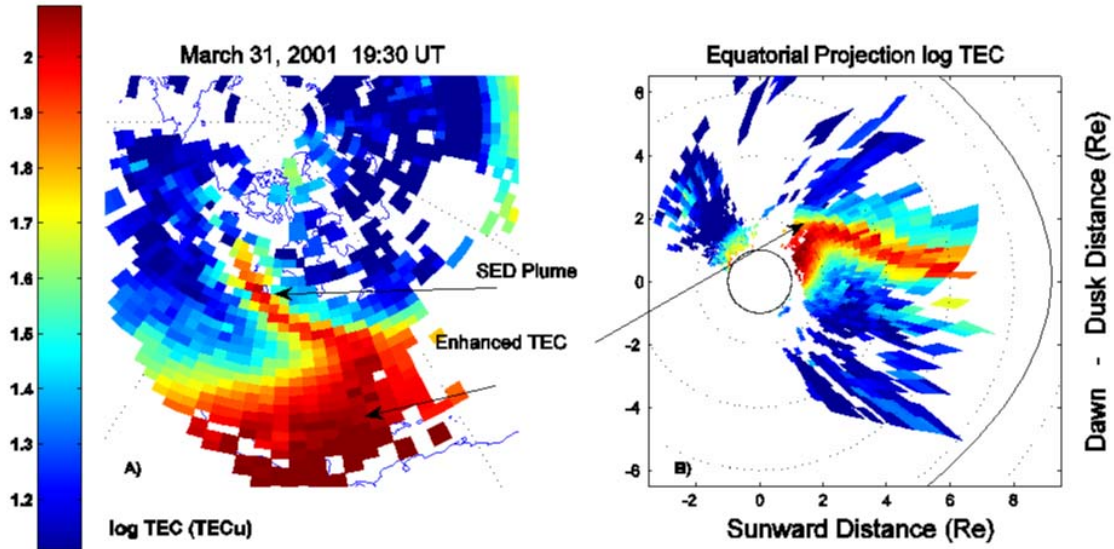 March 31, 2001 19:30 UT
Equatorial Projection log TEC
2
1.9
1.8
1.7
1.6
1.5
1.4
1.3
1.2
SED Plume
Enhanced TEC
A)
log TEC (TECu)
6
4
2
0
-2
-4
-6
B)
-2 0 2 4 6 8
Sunward Distance (Re)
Dawn - Dusk Distance (Re)